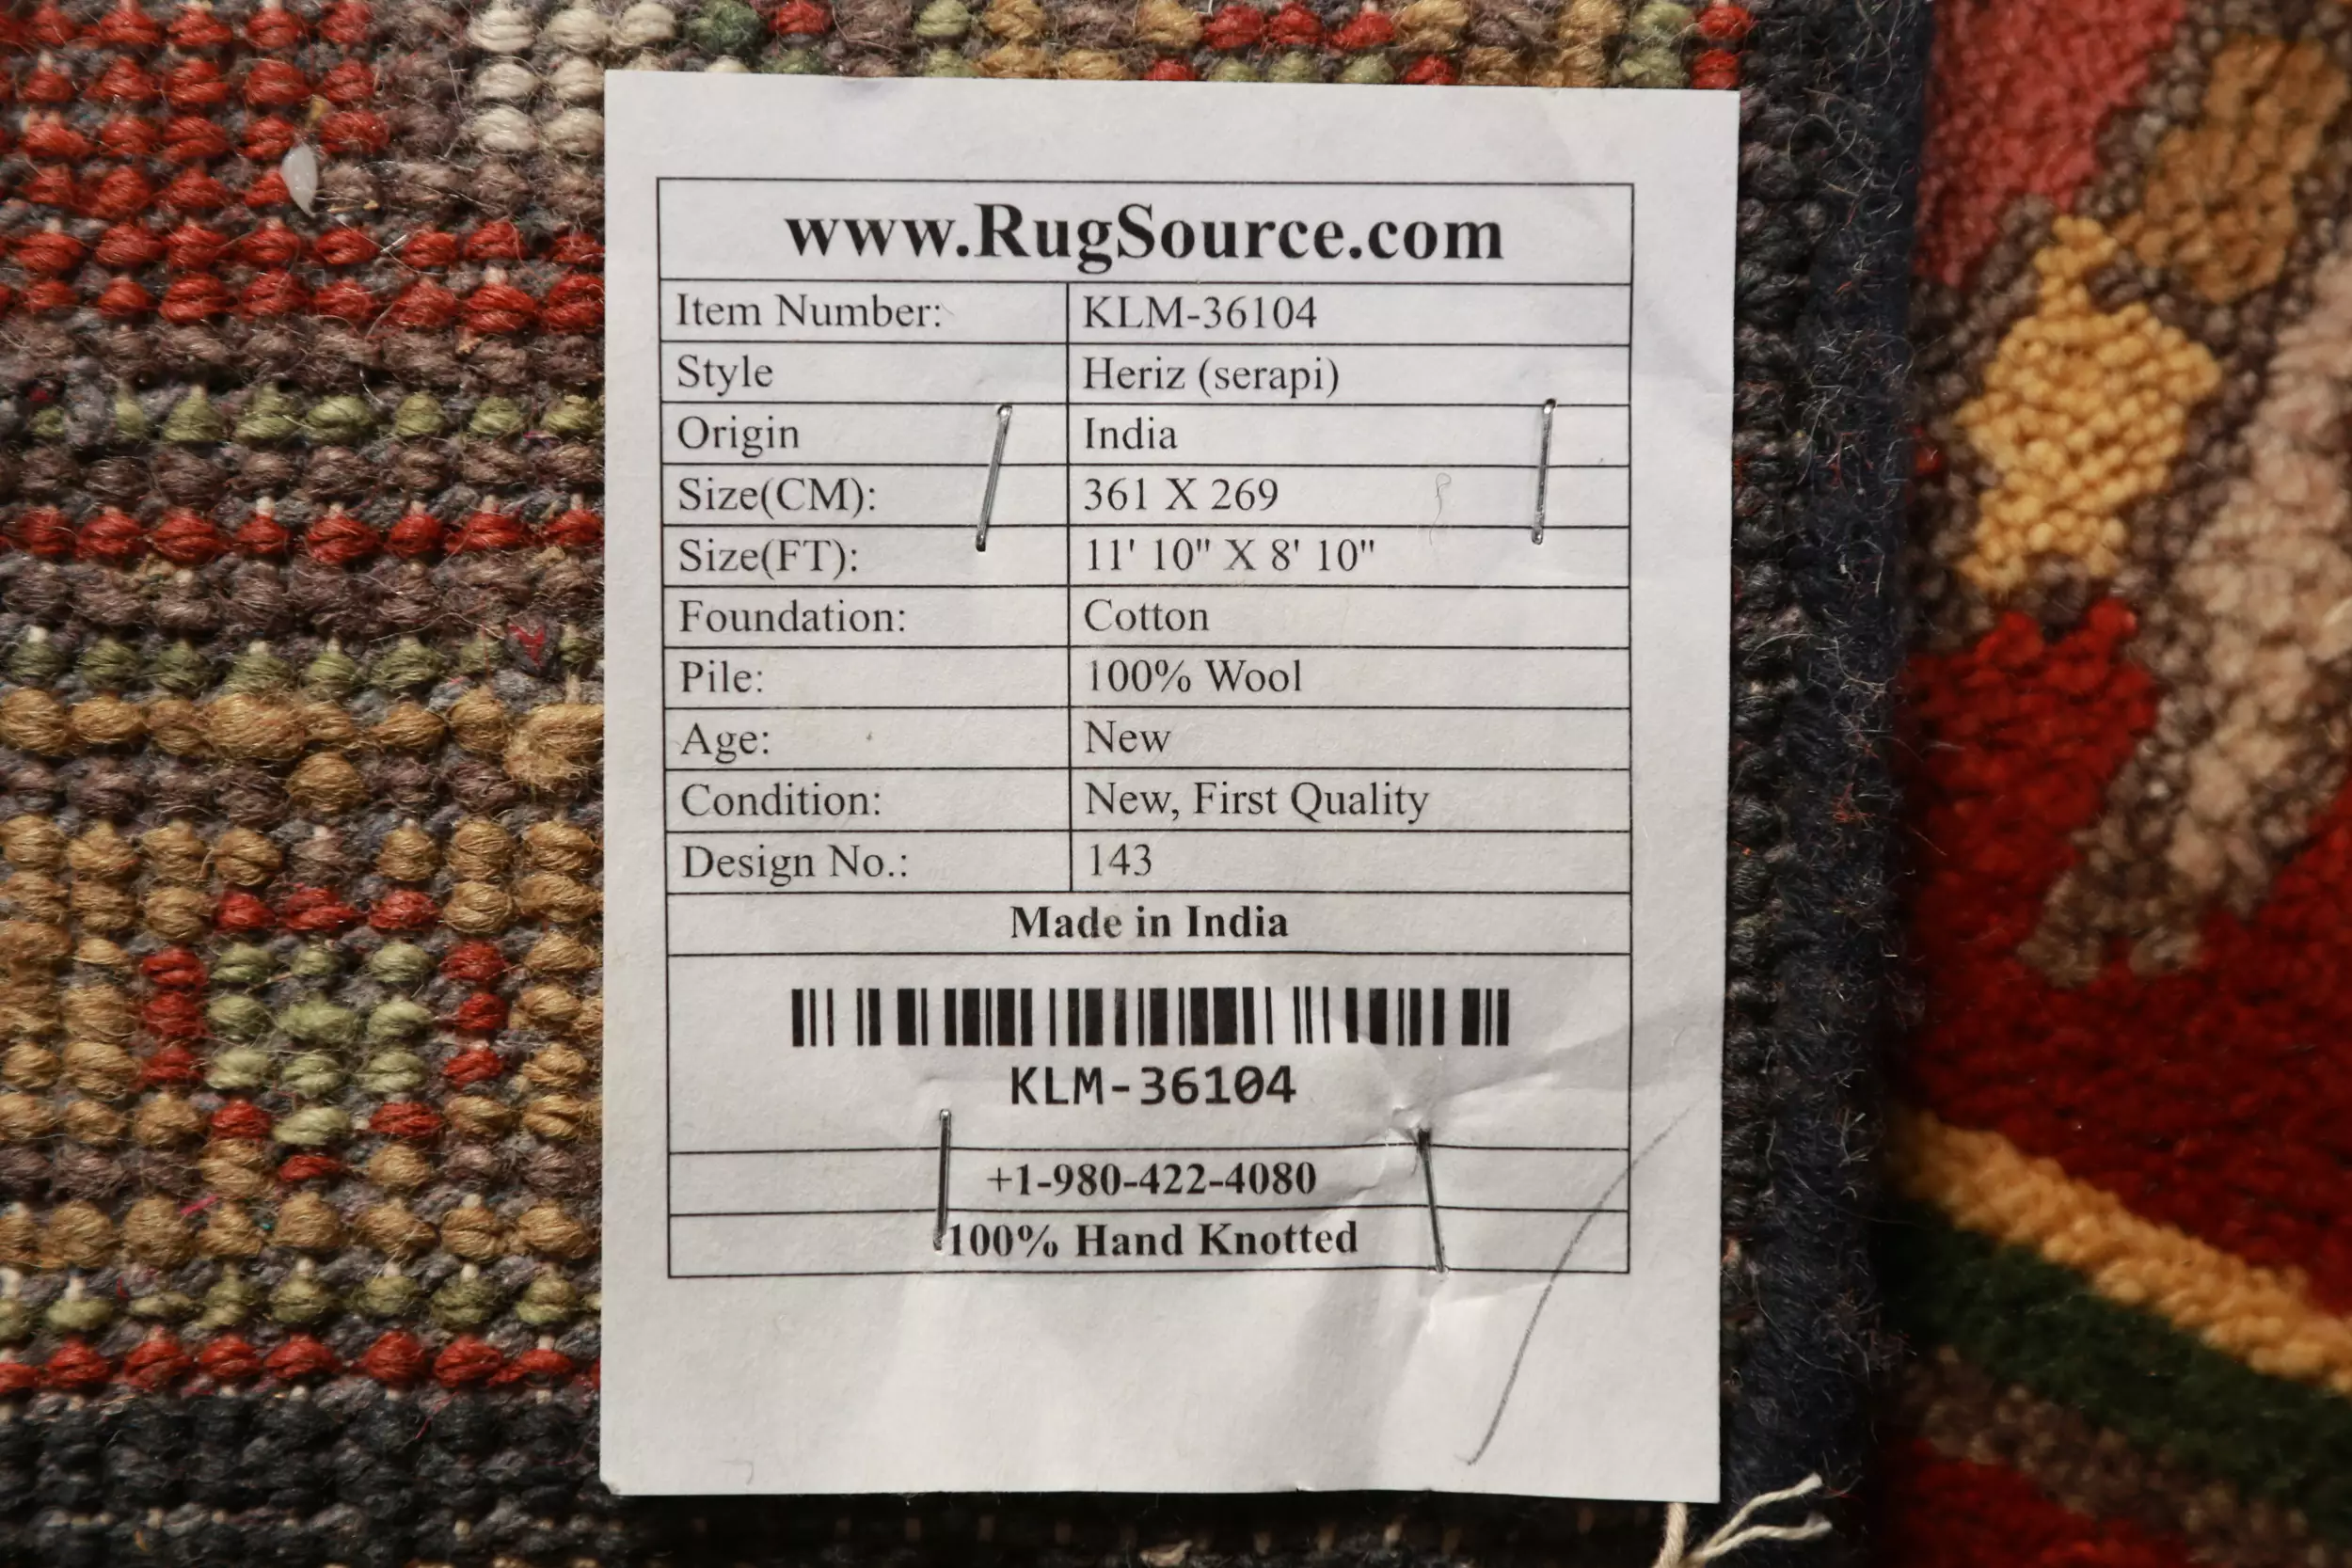 www.RugSource.com
Item Number: KLM-36104
Style Heriz (serapi)
Origin India
Size(CM): 361 X 269
Size(FT): 11' 10" X 8' 10"
Foundation: Cotton
Pile: 100% Wool
Age: New
Condition: New, First Quality
Design No.: 143
Made in India
KLM-36104
+1-980-422-4080
100% Hand Knotted